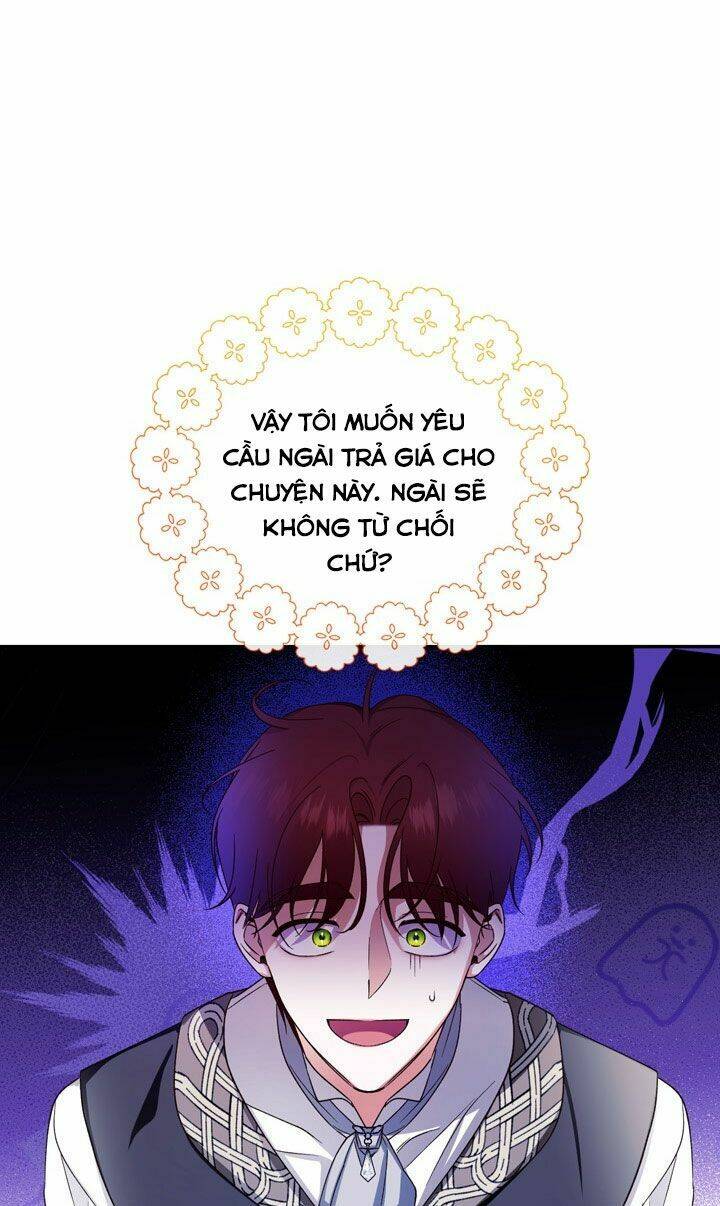 VẬY TÔI MUỐN YÊU
CẦU NGÀI TRẢ GIÁ CHO
CHUYỆN NÀY. NGÀI SẼ
KHÔNG TỪ CHỐI
CHỨ?